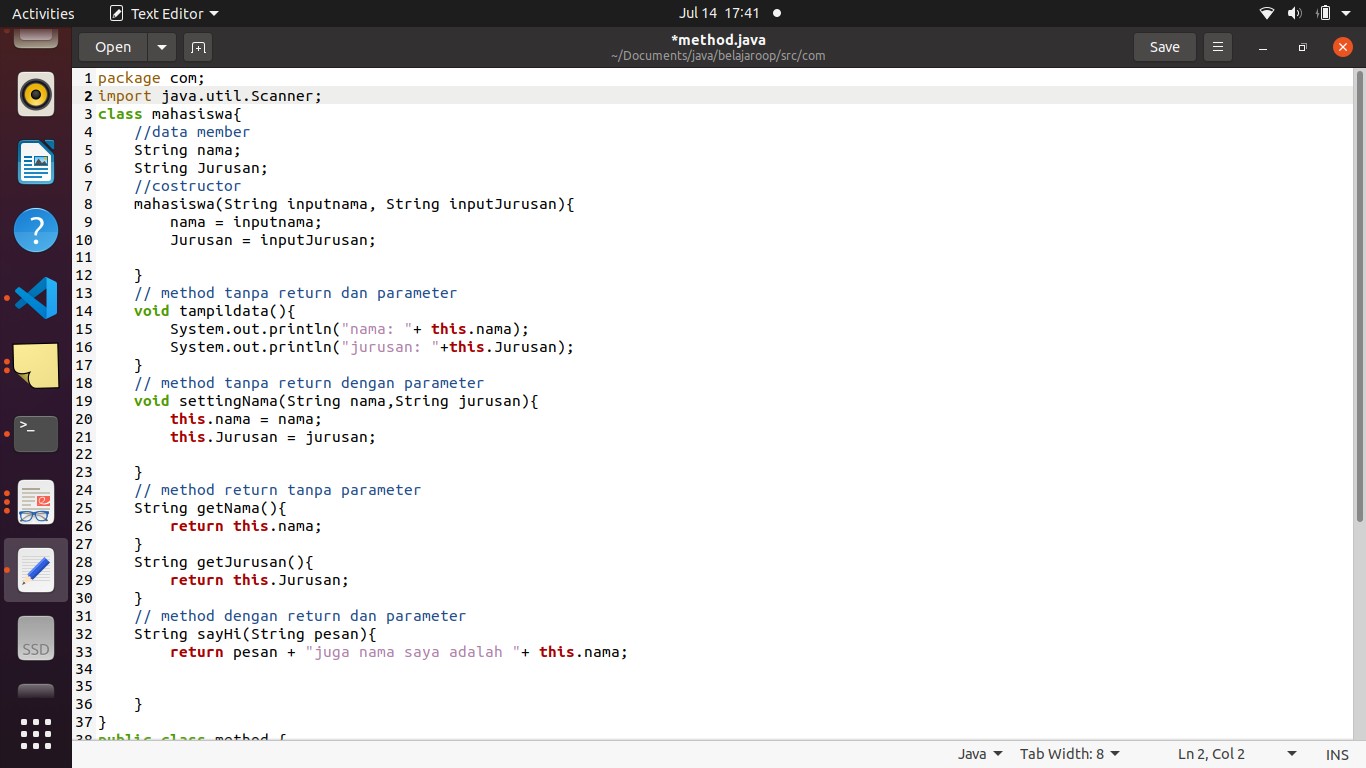 Activities Text Editor Jul 14 17:41
Open *method.java Save
~/Documents/java/belajaroop/src/com
1 package com;
2 import java.util.Scanner;
3 class mahasiswa{
4 //data member
5 String nama;
6 String Jurusan;
7 //costructor
8 mahasiswa(String inputnama, String inputJurusan){
9 nama = inputnama;
10 Jurusan = inputJurusan;
11
12 }
13 // method tanpa return dan parameter
14 void tampildata(){
15 System.out.println("nama: "+ this.nama);
16 System.out.println("jurusan: "+this.Jurusan);
17 }
18 // method tanpa return dengan parameter
19 void settingNama(String nama,String jurusan){
20 this.nama = nama;
21 this.Jurusan = jurusan;
22
23 }
24 // method return tanpa parameter
25 String getNama(){
26 return this.nama;
27 }
28 String getJurusan(){
29 return this.Jurusan;
30 }
31 // method dengan return dan parameter
32 String sayHi(String pesan){
33 return pesan + "juga nama saya adalah "+ this.nama;
34
35
36 }
37 }
38 public class method {
SSD
Java Tab Width: 8 Ln 2, Col 2 INS